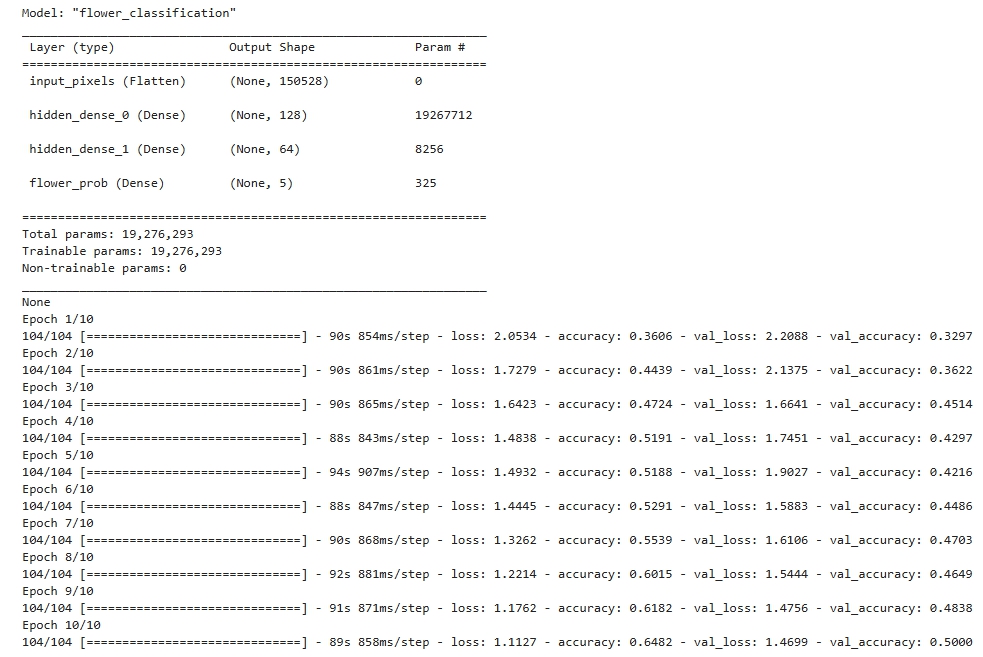 Model: "flower_classification"
_________________________________________________________________
Layer (type) Output Shape Param #
=================================================================
input_pixels (Flatten) (None, 150528) 0
hidden_dense_0 (Dense) (None, 128) 19267712
hidden_dense_1 (Dense) (None, 64) 8256
flower_prob (Dense) (None, 5) 325
=================================================================
Total params: 19,276,293
Trainable params: 19,276,293
Non-trainable params: 0
_________________________________________________________________
None
Epoch 1/10
104/104 [==============================] - 90s 854ms/step - loss: 2.0534 - accuracy: 0.3606 - val_loss: 2.2088 - val_accuracy: 0.3297
Epoch 2/10
104/104 [==============================] - 90s 861ms/step - loss: 1.7279 - accuracy: 0.4439 - val_loss: 2.1375 - val_accuracy: 0.3622
Epoch 3/10
104/104 [==============================] - 90s 865ms/step - loss: 1.6423 - accuracy: 0.4724 - val_loss: 1.6641 - val_accuracy: 0.4514
Epoch 4/10
104/104 [==============================] - 88s 843ms/step - loss: 1.4838 - accuracy: 0.5191 - val_loss: 1.7451 - val_accuracy: 0.4297
Epoch 5/10
104/104 [==============================] - 94s 907ms/step - loss: 1.4932 - accuracy: 0.5188 - val_loss: 1.9027 - val_accuracy: 0.4216
Epoch 6/10
104/104 [==============================] - 88s 847ms/step - loss: 1.4445 - accuracy: 0.5291 - val_loss: 1.5883 - val_accuracy: 0.4486
Epoch 7/10
104/104 [==============================] - 90s 868ms/step - loss: 1.3262 - accuracy: 0.5539 - val_loss: 1.6106 - val_accuracy: 0.4703
Epoch 8/10
104/104 [==============================] - 92s 881ms/step - loss: 1.2214 - accuracy: 0.6015 - val_loss: 1.5444 - val_accuracy: 0.4649
Epoch 9/10
104/104 [==============================] - 91s 871ms/step - loss: 1.1762 - accuracy: 0.6182 - val_loss: 1.4756 - val_accuracy: 0.4838
Epoch 10/10
104/104 [==============================] - 89s 858ms/step - loss: 1.1127 - accuracy: 0.6482 - val_loss: 1.4699 - val_accuracy: 0.5000